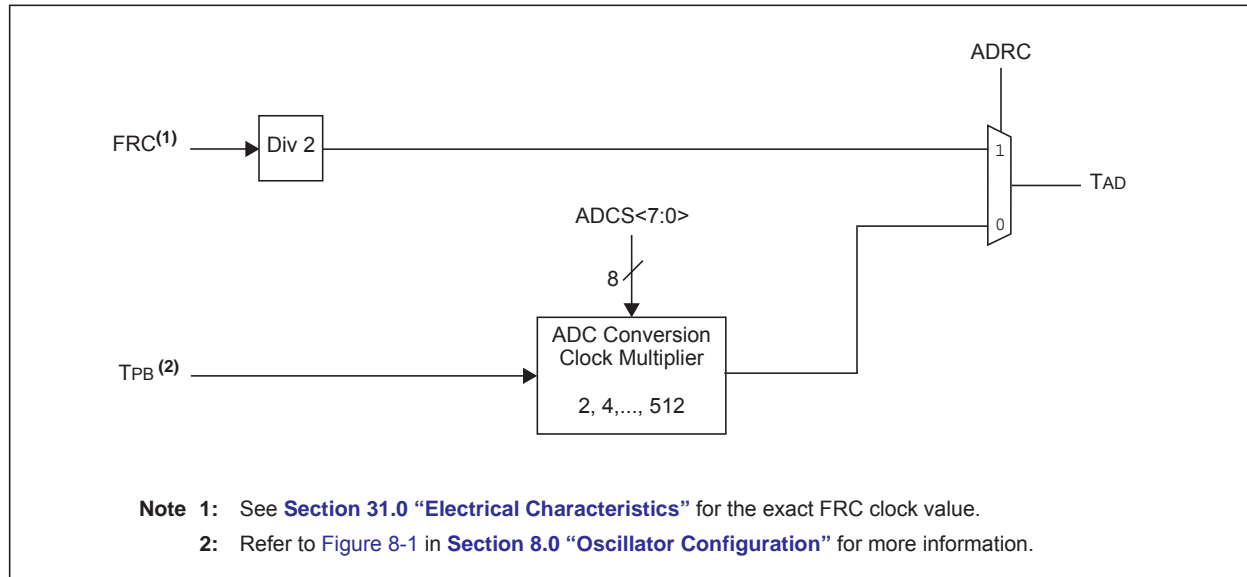 ADRC
FRC(1)
Div 2
1
TAD
ADCS<7:0>
0
8
ADC Conversion
Clock Multiplier
TPB (2)
2, 4,..., 512
Note 1: See Section 31.0 “Electrical Characteristics” for the exact FRC clock value.
2: Refer to Figure 8-1 in Section 8.0 “Oscillator Configuration” for more information.